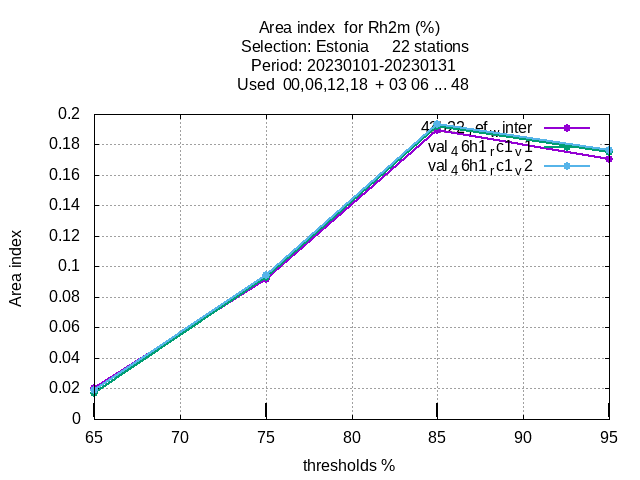 Area index for Rh2m (%)
Selection: Estonia 22 stations
Period: 20230101-20230131
Used 00,06,12,18 + 03 06 ... 48
0.2
0.18
0.16
0.14
0.12
0.1
0.08
0.06
0.04
0.02
0
Area index
inter
val 4 6h1 r c1 v 1
val 4 6h1 r c1 v 2
65 70 75 80 85 90 95
thresholds %